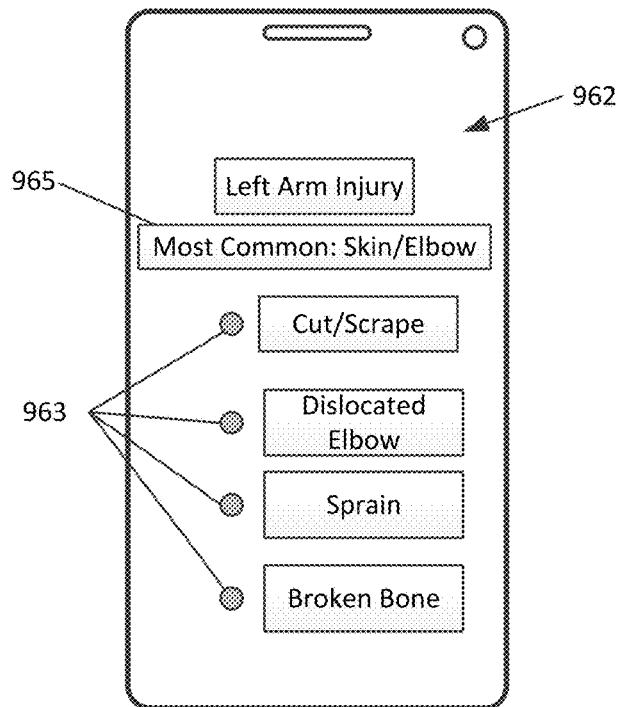 962
Left Arm Injury
965
Most Common: Skin/Elbow
Cut/Scrape
963
Dislocated
Elbow
Sprain
Broken Bone